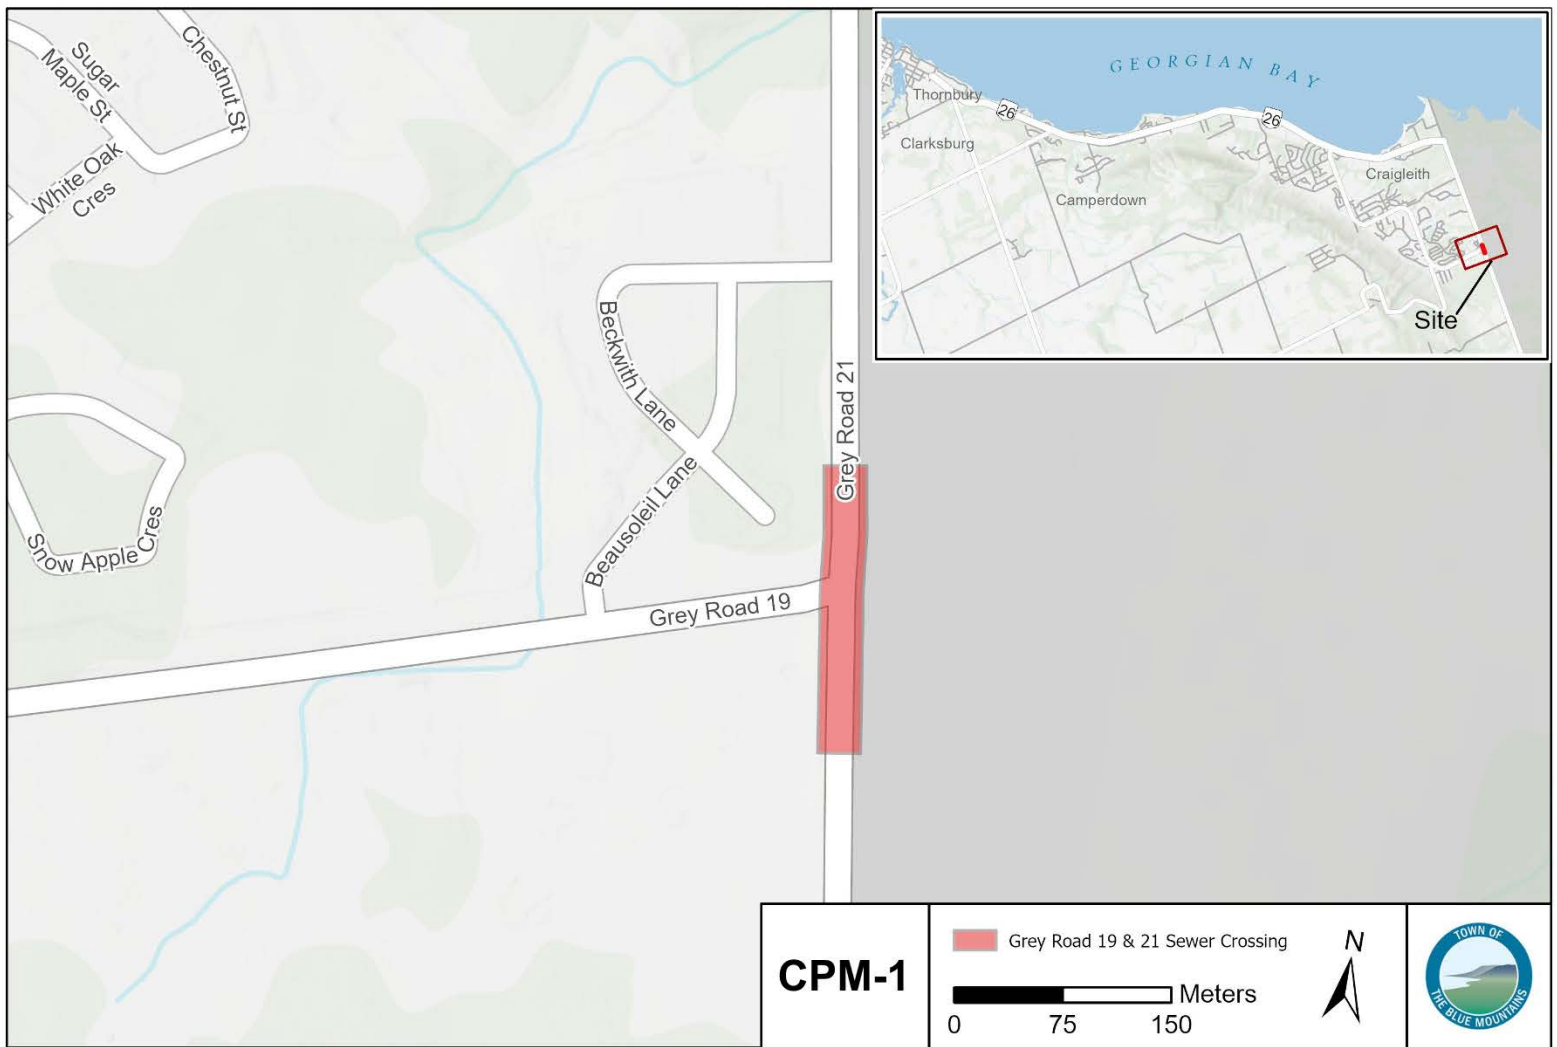 Sugar
Maple St
Chestnut St
White Oak
Cres
Snow Apple Cres
Beckwith Lane
Beausoleil Lane
Grey Road 19
Grey Road 21
GEORGIAN BAY
Thornbury
26
26
Clarksburg
Craigleith
Camperdown
Site
CPM-1
Grey Road 19 & 21 Sewer Crossing
Meters
0 75 150
N
TOWN OF
THE BLUE MOUNTAINS